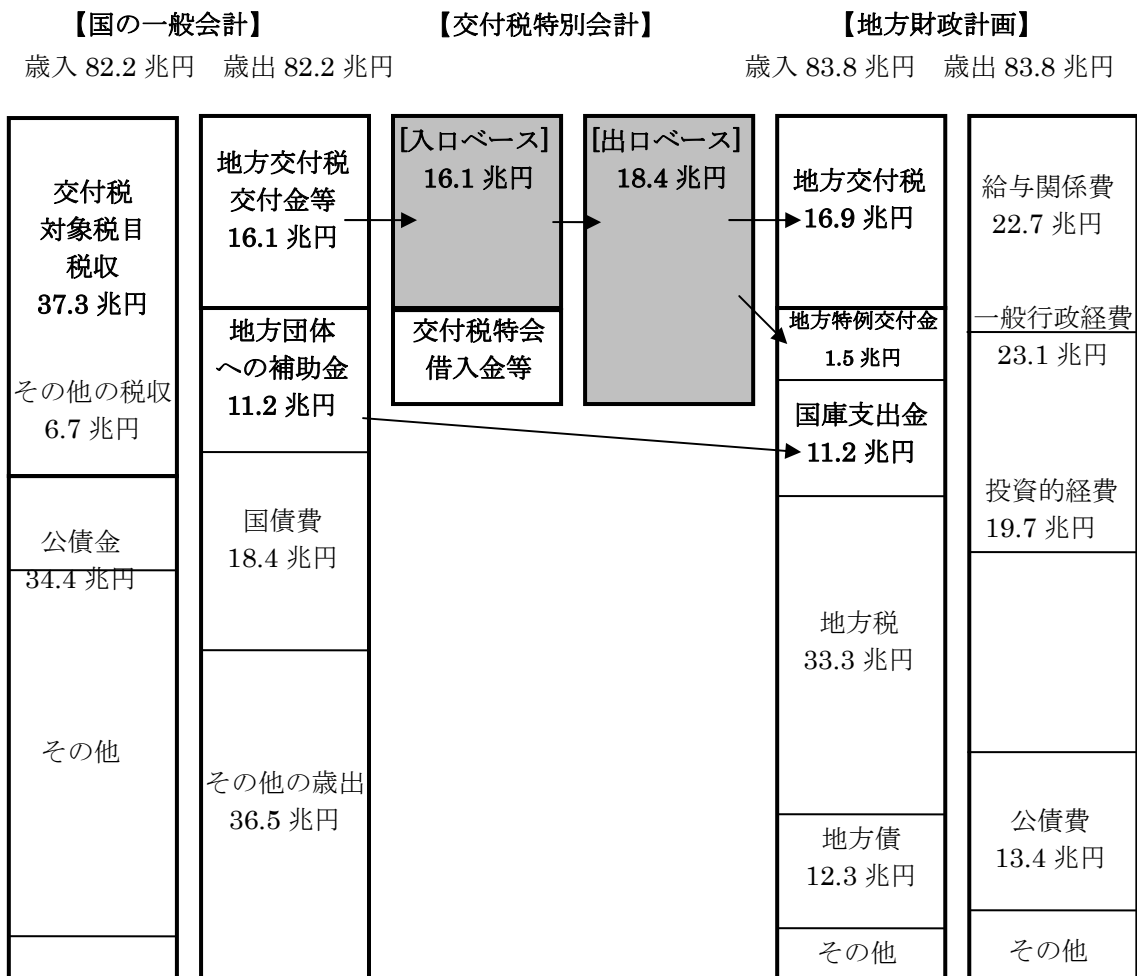 【国の一般会計】
歳入 82.2 兆円 歳出 82.2 兆円
交付税
対象税目
税収
37.3 兆円
その他の税収
6.7 兆円
公債金
34.4 兆円
その他
地方交付税
交付金等
16.1 兆円
地方団体
への補助金
11.2 兆円
国債費
18.4 兆円
その他の歳出
36.5 兆円
【交付税特別会計】
[入口ベース]
16.1 兆円
交付税特会
借入金等
[出口ベース]
18.4 兆円
【地方財政計画】
歳入 83.8 兆円 歳出 83.8 兆円
地方交付税
16.9 兆円
地方特例交付金
1.5 兆円
国庫支出金
11.2 兆円
地方税
33.3 兆円
地方債
12.3 兆円
その他
給与関係費
22.7 兆円
一般行政経費
23.1 兆円
投資的経費
19.7 兆円
公債費
13.4 兆円
その他